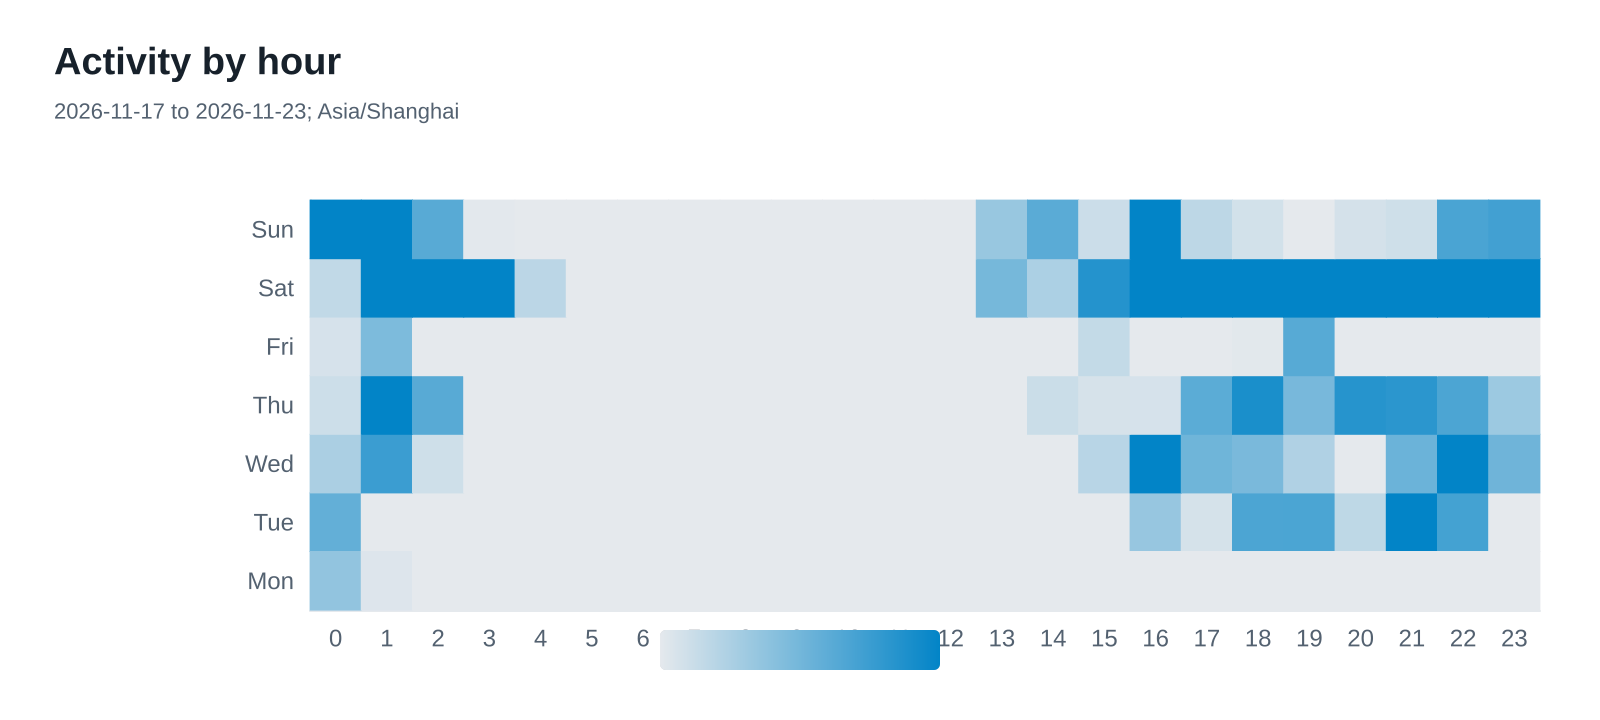 Activity by hour
2026-11-17 to 2026-11-23; Asia/Shanghai
Sun
Sat
Fri
Thu
Wed
Tue
Mon
0 1 2 3 4 5 6 12 13 14 15 16 17 18 19 20 21 22 23